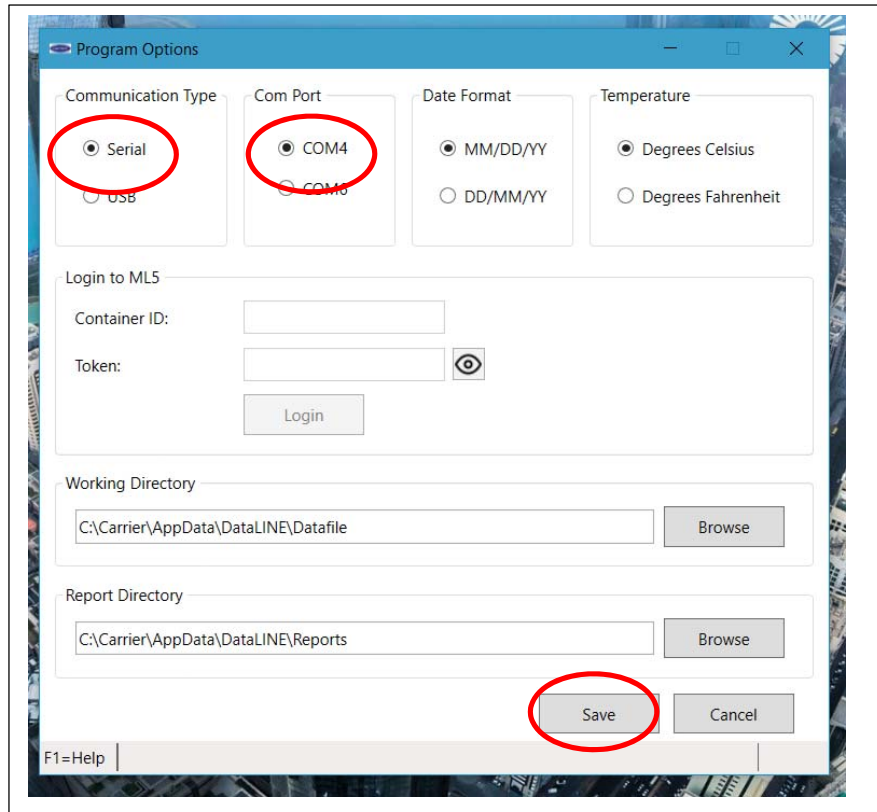 Program Options
Communication Type Com Port Date Format Temperature
Serial COM4 MM/DD/YY Degrees Celsius
USB COM6 DD/MM/YY Degrees Fahrenheit
Login to ML5
Container ID:
Token:
Login
Working Directory
C:\Carrier\AppData\DataLINE\Datafile Browse
Report Directory
C:\Carrier\AppData\DataLINE\Reports Browse
Save Cancel
F1=Help